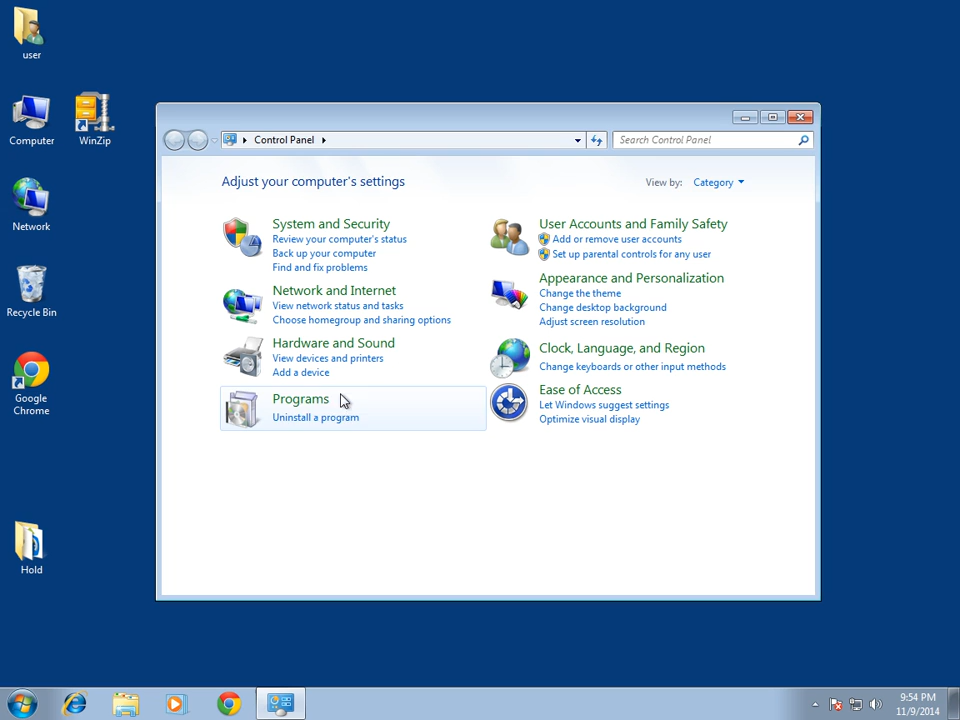 user
Computer
WinZip
Network
Recycle Bin
Google
Chrome
Hold
Control Panel
Search Control Panel
Adjust your computer's settings
View by: Category
System and Security
Review your computer's status
Back up your computer
Find and fix problems
Network and Internet
View network status and tasks
Choose homegroup and sharing options
Hardware and Sound
View devices and printers
Add a device
Programs
Uninstall a program
User Accounts and Family Safety
Add or remove user accounts
Set up parental controls for any user
Appearance and Personalization
Change the theme
Change desktop background
Adjust screen resolution
Clock, Language, and Region
Change keyboards or other input methods
Ease of Access
Let Windows suggest settings
Optimize visual display
9:54 PM
11/9/2014